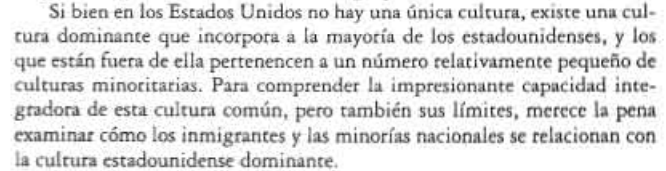 Si bien en los Estados Unidos no hay una única cultura, existe una cul-
tura dominante que incorpora a la mayoría de los estadounidenses, y los
que están fuera de ella pertenencen a un número relativamente pequeño de
culturas minoritarias. Para comprender la impresionante capacidad inte-
gradora de esta cultura común, pero también sus límites, merece la pena
examinar cómo los inmigrantes y las minorías nacionales se relacionan con
la cultura estadounidense dominante.